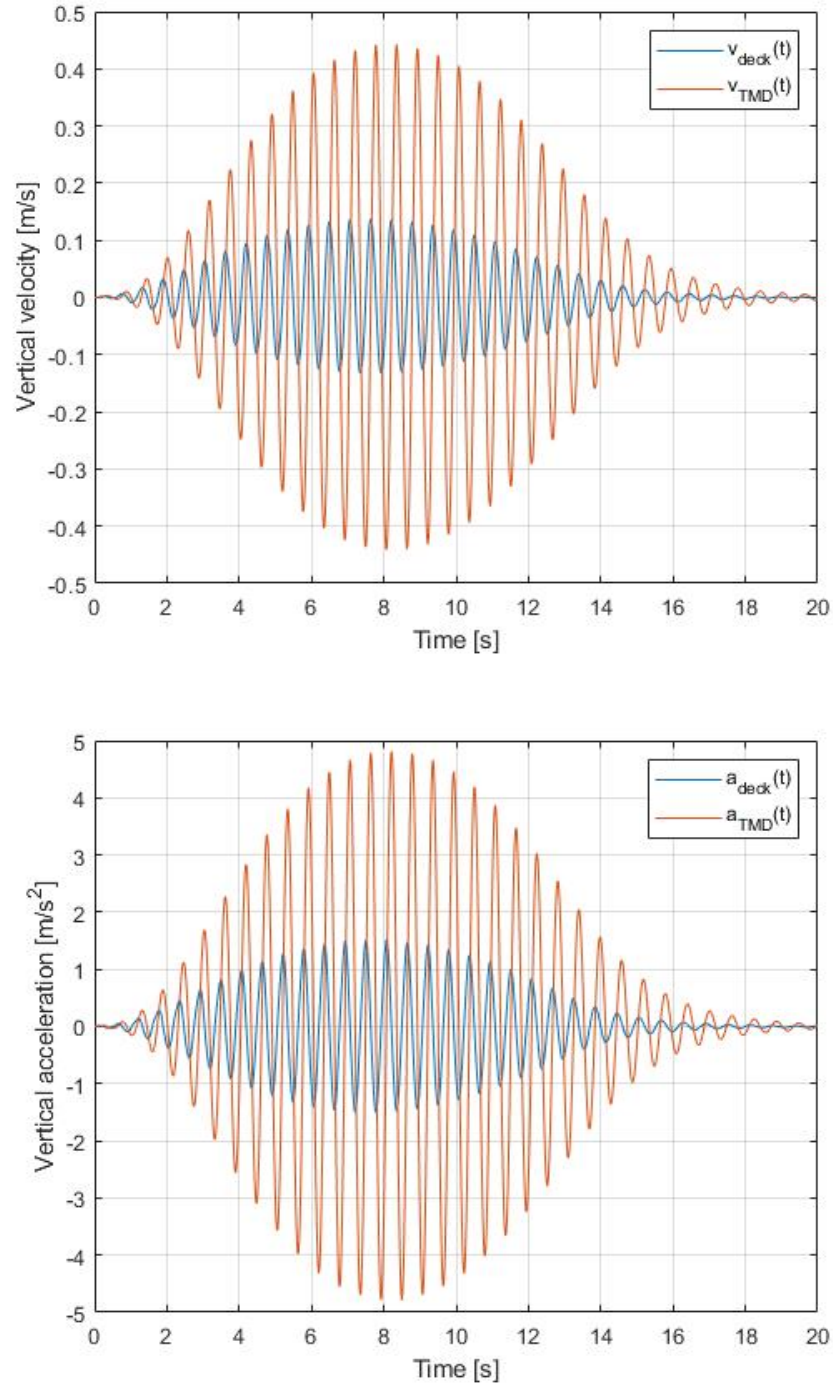 0.5
0.4
0.3
0.2
0.1
0
-0.1
-0.2
-0.3
-0.4
-0.5
Vertical velocity [m/s]
v_deck(t)
v_TMD(t)
0 2 4 6 8 10 12 14 16 18 20
Time [s]
5
4
3
2
1
0
-1
-2
-3
-4
-5
Vertical acceleration [m/s²]
a_deck(t)
a_TMD(t)
0 2 4 6 8 10 12 14 16 18 20
Time [s]